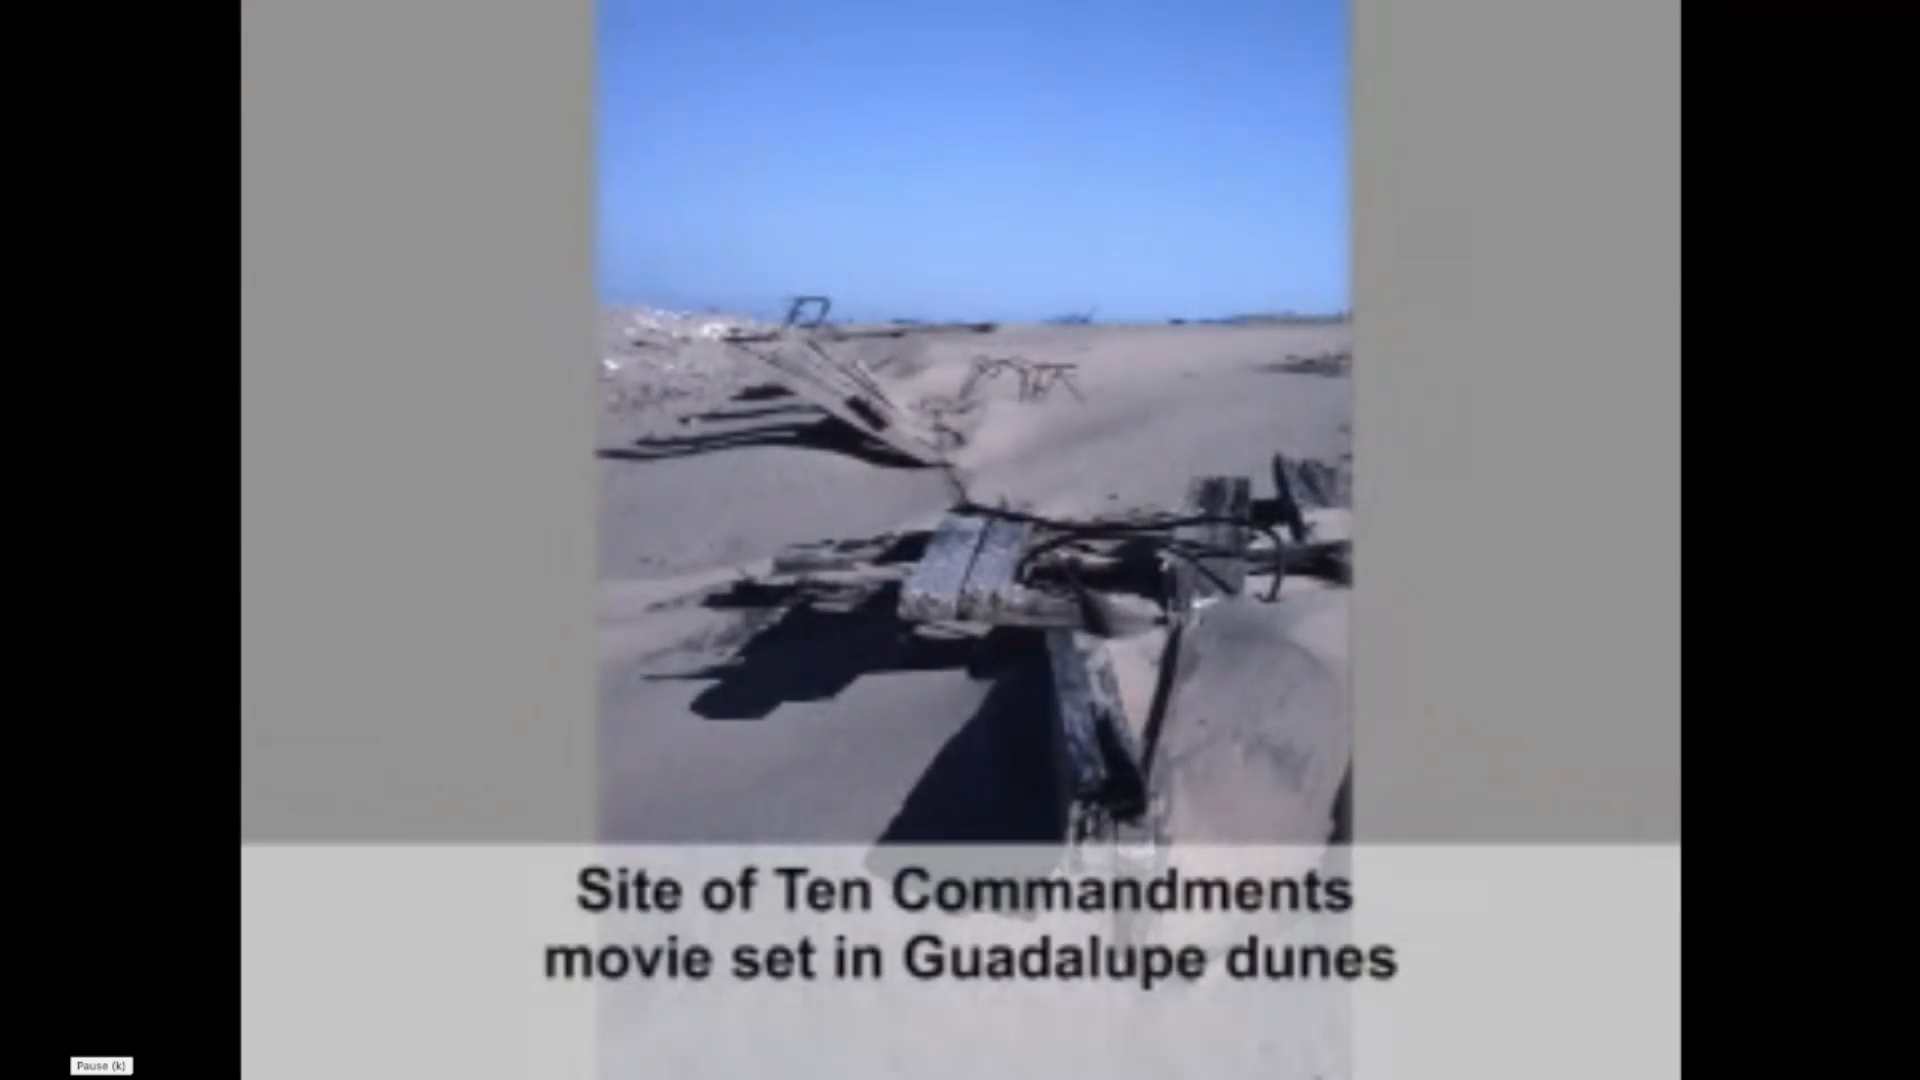 Site of Ten Commandments
movie set in Guadalupe dunes
Pause (k)